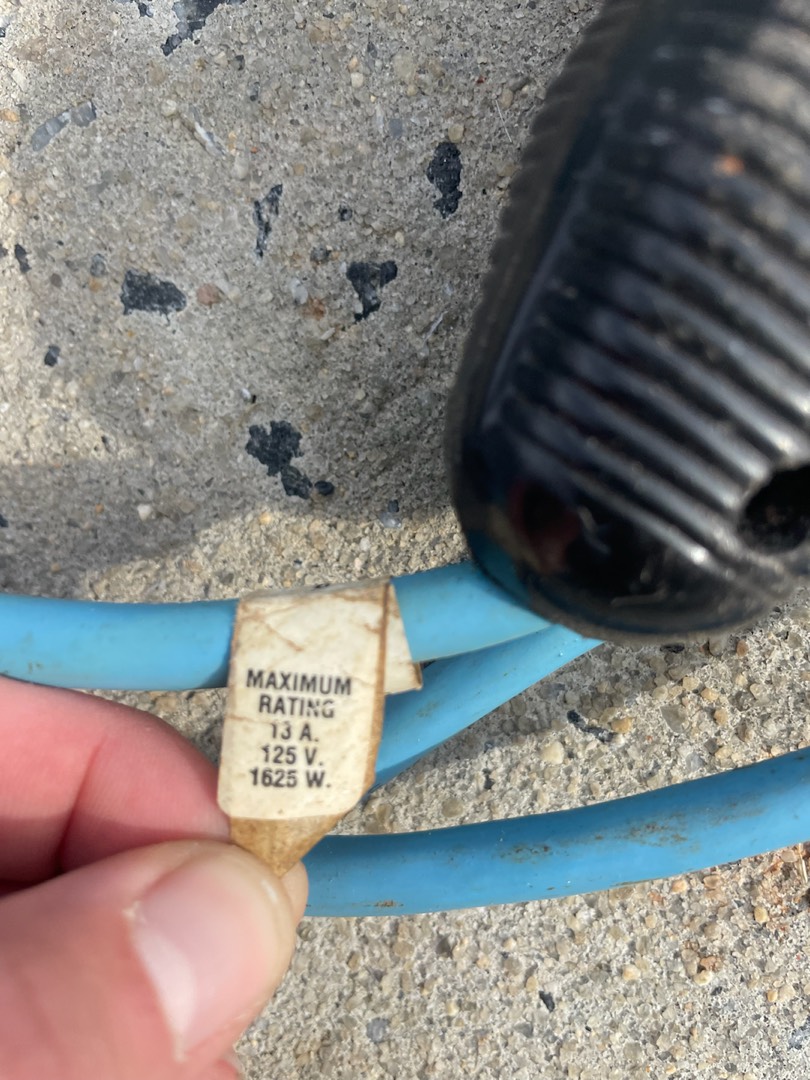 MAXIMUM
RATING
13 A.
125 V.
1625 W.